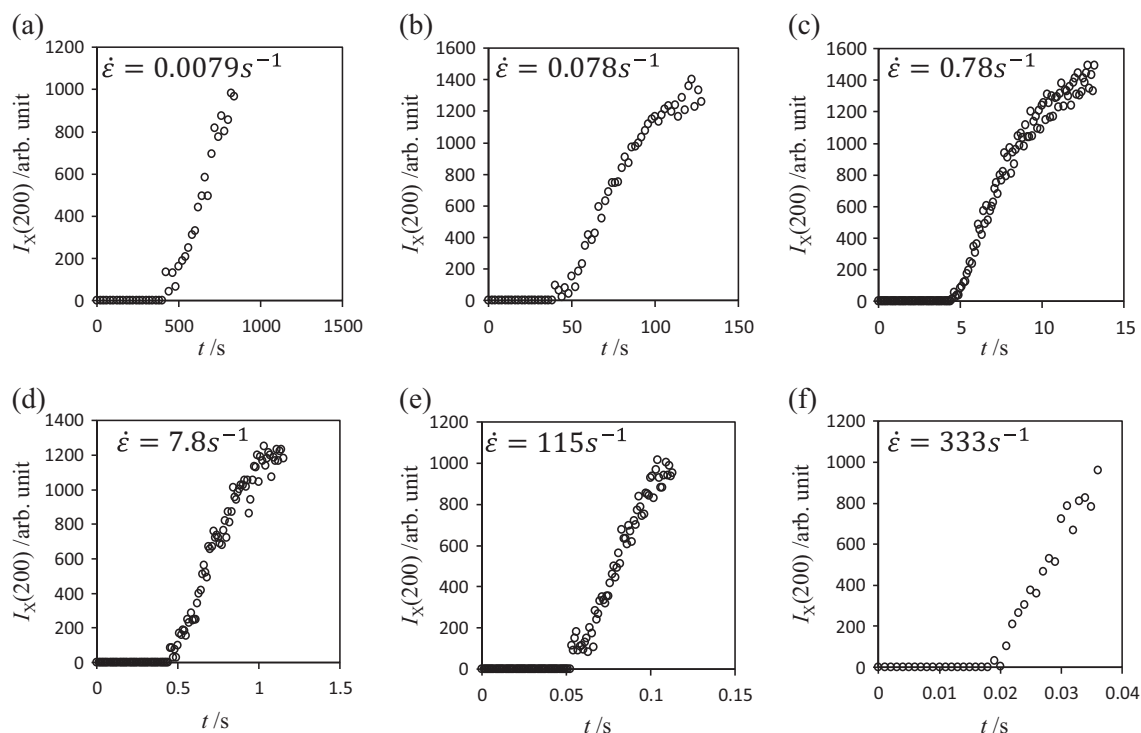 (a)
1200
1000
800
600
400
200
0
ε̇ = 0.0079s⁻¹
I_X(200) /arb. unit
0 500 1000 1500
t /s
(b)
1600
1400
1200
1000
800
600
400
200
0
ε̇ = 0.078s⁻¹
I_X(200) /arb. unit
0 50 100 150
t /s
(c)
1600
1400
1200
1000
800
600
400
200
0
ε̇ = 0.78s⁻¹
I_X(200) /arb. unit
0 5 10 15
t /s
(d)
1400
1200
1000
800
600
400
200
0
ε̇ = 7.8s⁻¹
I_X(200) /arb. unit
0 0.5 1 1.5
t /s
(e)
1200
1000
800
600
400
200
0
ε̇ = 115s⁻¹
I_X(200) /arb. unit
0 0.05 0.1 0.15
t /s
(f)
1200
1000
800
600
400
200
0
ε̇ = 333s⁻¹
I_X(200) /arb. unit
0 0.01 0.02 0.03 0.04
t /s